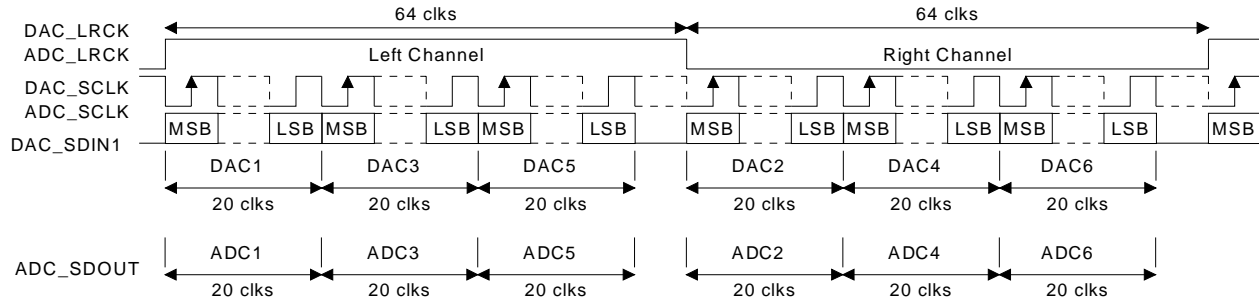 64 clks 64 clks
DAC_LRCK
ADC_LRCK Left Channel Right Channel
DAC_SCLK
ADC_SCLK
MSB LSB MSB LSB MSB LSB MSB LSB MSB LSB MSB LSB MSB
DAC_SDIN1
DAC1 DAC3 DAC5 DAC2 DAC4 DAC6
20 clks 20 clks 20 clks 20 clks 20 clks 20 clks
ADC1 ADC3 ADC5 ADC2 ADC4 ADC6
ADC_SDOUT
20 clks 20 clks 20 clks 20 clks 20 clks 20 clks